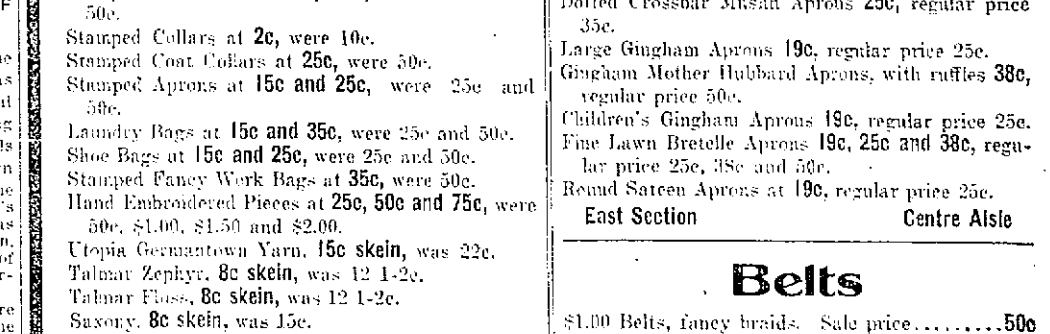 50c.
Stamped Collars at 2c, were 10c.
Stamped Coat Collars at 25c, were 50c.
Stamped Aprons at 15c and 25c, were 25c and
50c.
Laundry Bags at 15c and 35c, were 25c and 50c.
Shoe Bags at 15c and 25c, were 25c and 50c.
Stamped Fancy Work Bags at 35c, were 50c.
Hand Embroidered Pieces at 25c, 50c and 75c, were
50c, $1.00, $1.50 and $2.00.
Utopia Germantown Yarn, 15c skein, was 22c.
Talmar Zephyr, 8c skein, was 12 1-2c.
Talmar Floss, 8c skein, was 12 1-2c.
Saxony, 8c skein, was 15c.
Dotted Crossbar Muslin Aprons 25c, regular price
35c.
Large Gingham Aprons 19c, regular price 25c.
Gingham Mother Hubbard Aprons, with ruffles 38c,
regular price 50c.
Children's Gingham Aprons 19c, regular price 25c.
Fine Lawn Bretelle Aprons 19c, 25c and 38c, regu-
lar price 25c, 38c and 50c.
Round Sateen Aprons at 19c, regular price 25c.
East Section Centre Aisle
Belts
$1.00 Belts, fancy braids. Sale price..........50c